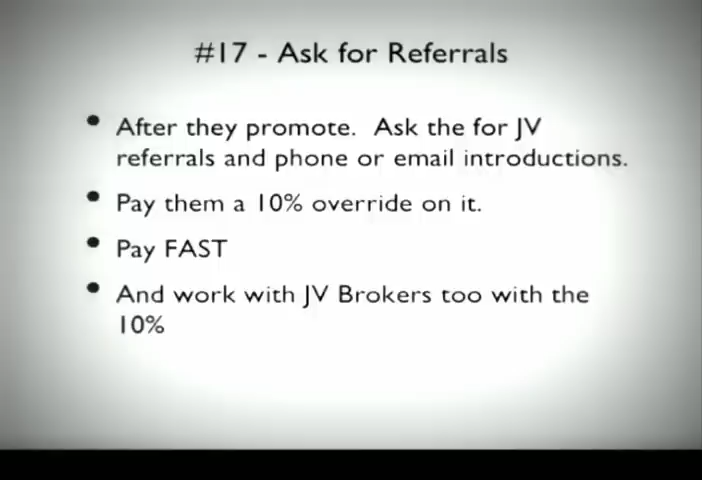 #17 - Ask for Referrals
• After they promote.  Ask the for JV
referrals and phone or email introductions.
• Pay them a 10% override on it.
• Pay FAST
• And work with JV Brokers too with the
10%